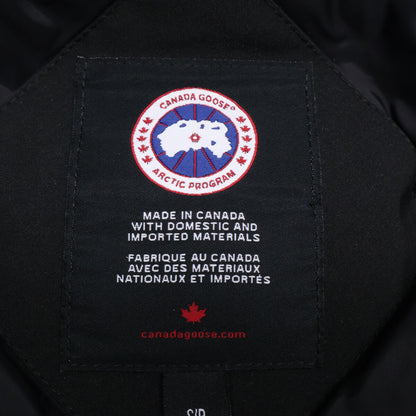 CANADA GOOSE®
ARCTIC PROGRAM
MADE IN CANADA
WITH DOMESTIC AND
IMPORTED MATERIALS
FABRIQUE AU CANADA
AVEC DES MATERIAUX
NATIONAUX ET IMPORTÉS
canadagoose.com
S/P